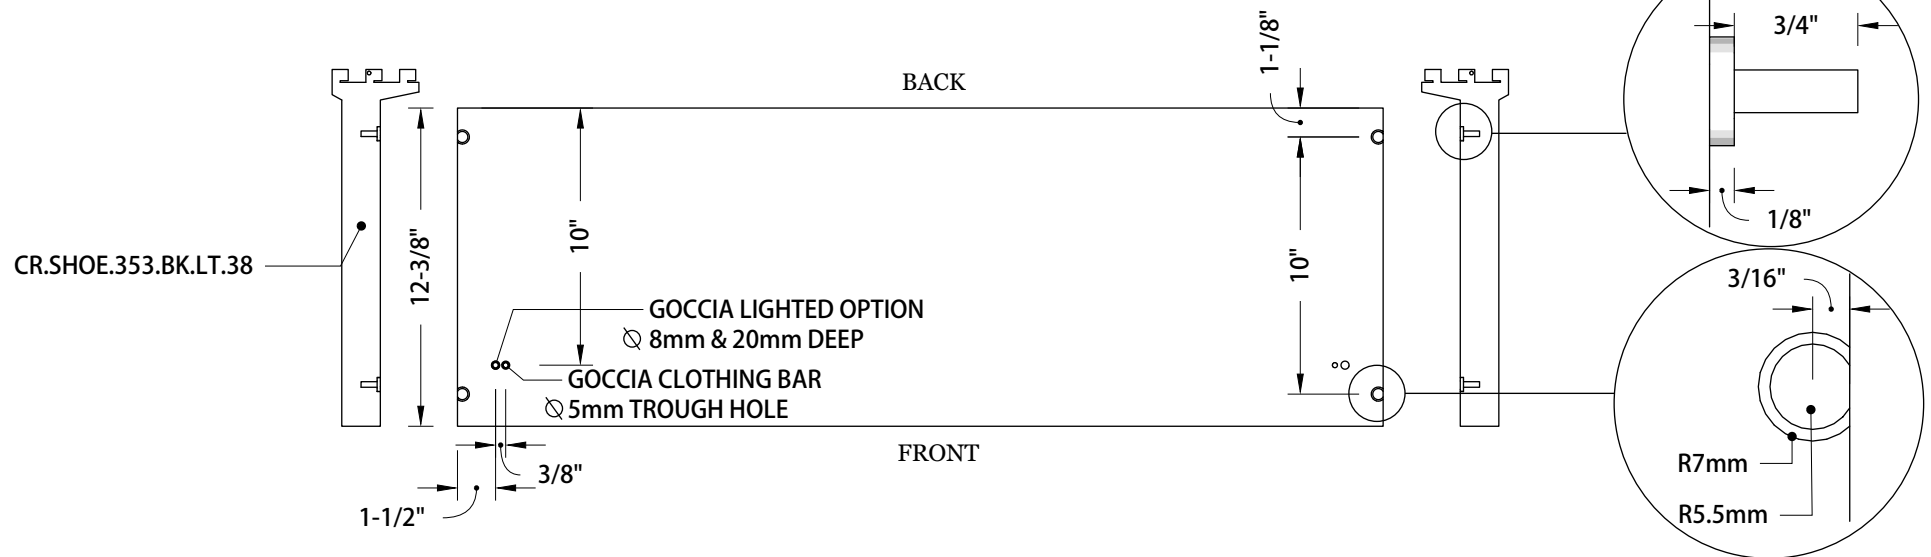 3/4"
1-1/8"
BACK
1/8"
10"
12-3/8"
10"
CR.SHOE.353.BK.LT.38
3/16"
GOCCIA LIGHTED OPTION
∅ 8mm & 20mm DEEP
GOCCIA CLOTHING BAR
∅ 5mm TROUGH HOLE
FRONT
3/8"
1-1/2"
R7mm
R5.5mm